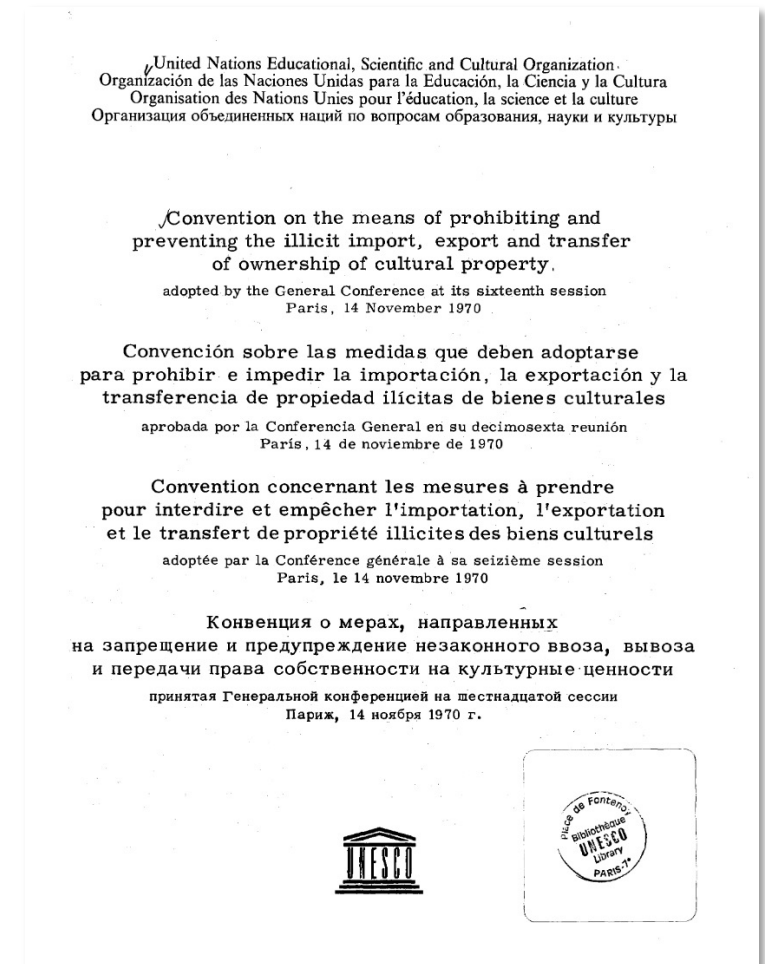 United Nations Educational, Scientific and Cultural Organization
Organización de las Naciones Unidas para la Educación, la Ciencia y la Cultura
Organisation des Nations Unies pour l'éducation, la science et la culture
Организация объединенных наций по вопросам образования, науки и культуры
Convention on the means of prohibiting and
preventing the illicit import, export and transfer
of ownership of cultural property,
adopted by the General Conference at its sixteenth session
Paris, 14 November 1970
Convención sobre las medidas que deben adoptarse
para prohibir e impedir la importación, la exportación y la
transferencia de propiedad ilícitas de bienes culturales
aprobada por la Conferencia General en su decimosexta reunión
París, 14 de noviembre de 1970
Convention concernant les mesures à prendre
pour interdire et empêcher l'importation, l'exportation
et le transfert de propriété illicites des biens culturels
adoptée par la Conférence générale à sa seizième session
Paris, le 14 novembre 1970
Конвенция о мерах, направленных
на запрещение и предупреждение незаконного ввоза, вывоза
и передачи права собственности на культурные ценности
принятая Генеральной конференцией на шестнадцатой сессии
Париж, 14 ноября 1970 г.
UNESCO
Place de Fontenoy
Bibliothèque
UNESCO
Library
PARIS-7e